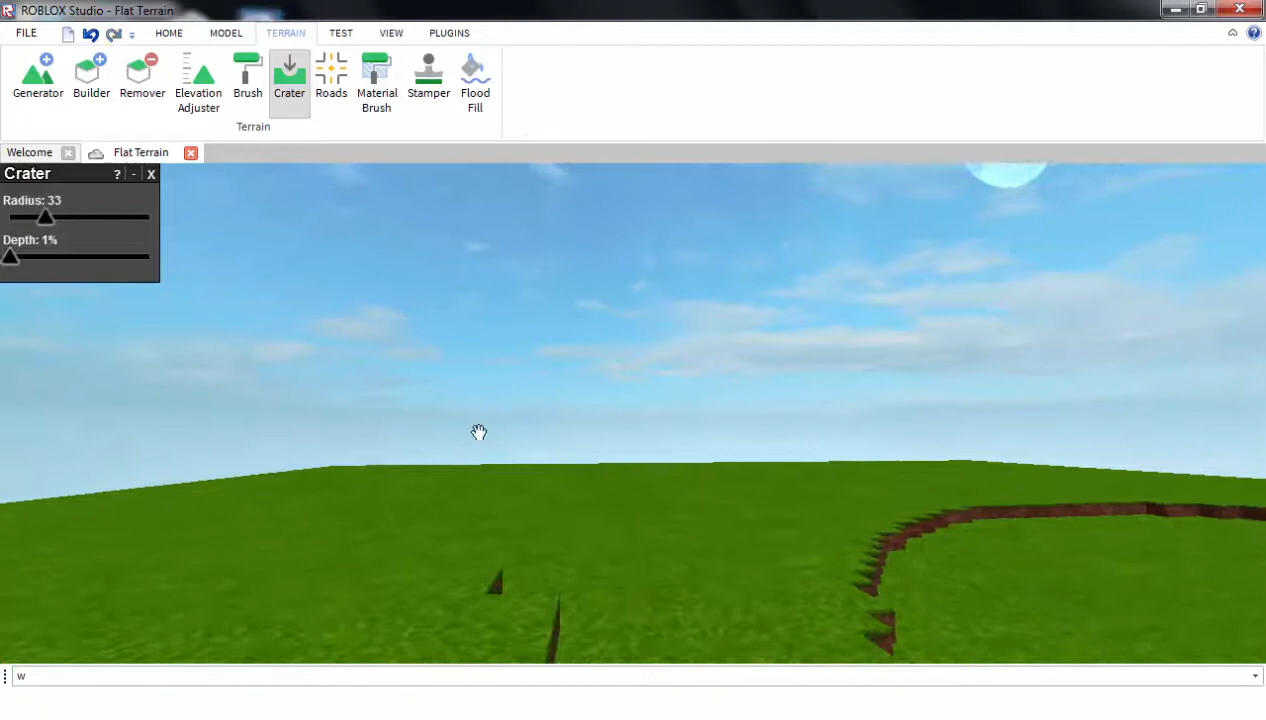 ROBLOX Studio - Flat Terrain
FILE HOME MODEL TERRAIN TEST VIEW PLUGINS
Generator Builder Remover Elevation Adjuster Brush Crater Roads Material Brush Stamper Flood Fill
Terrain
Welcome Flat Terrain
Crater ? - X
Radius: 33
Depth: 1%
w